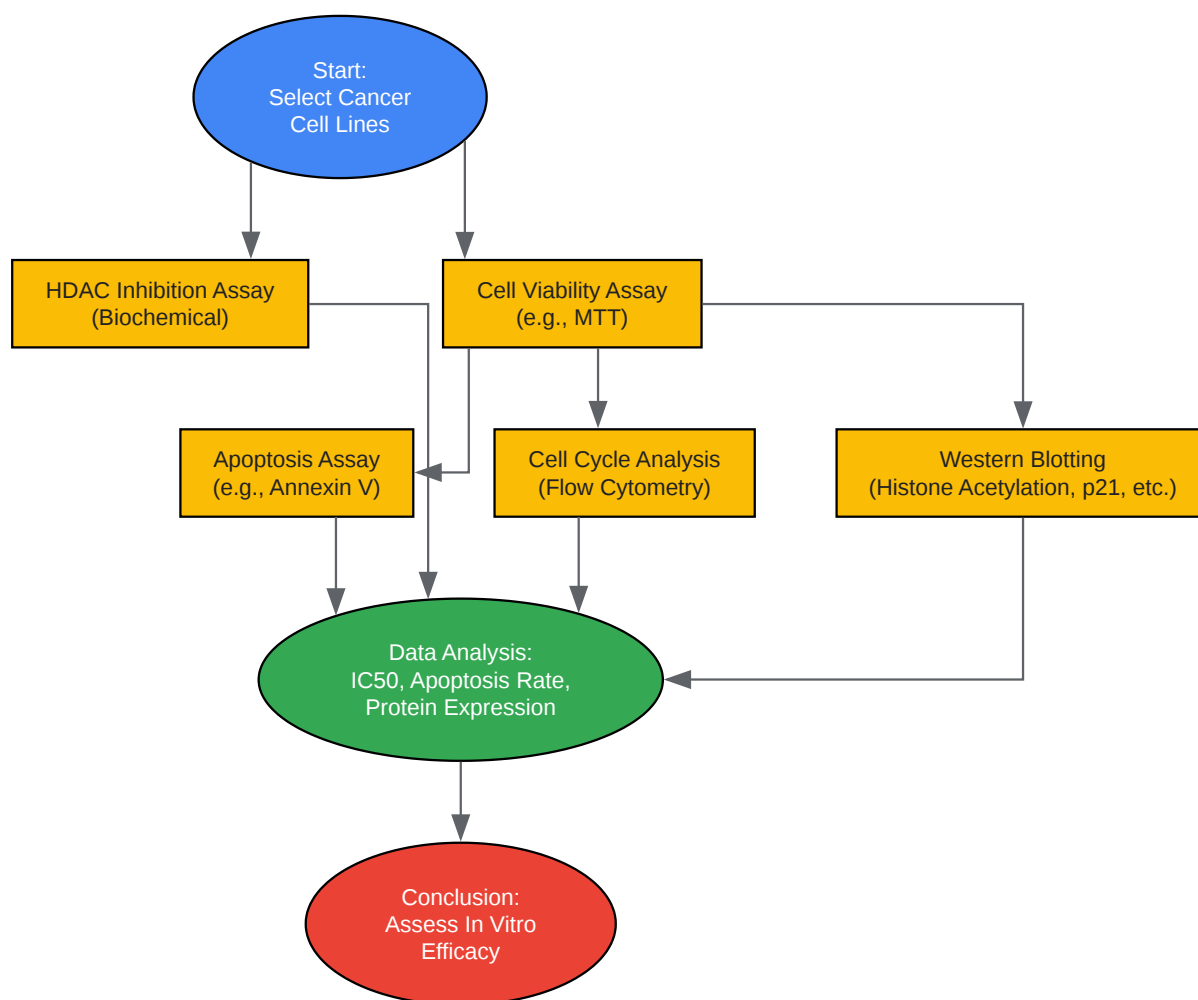 Start:
Select Cancer
Cell Lines
HDAC Inhibition Assay
(Biochemical)
Cell Viability Assay
(e.g., MTT)
Apoptosis Assay
(e.g., Annexin V)
Cell Cycle Analysis
(Flow Cytometry)
Western Blotting
(Histone Acetylation, p21, etc.)
Data Analysis:
IC50, Apoptosis Rate,
Protein Expression
Conclusion:
Assess In Vitro
Efficacy